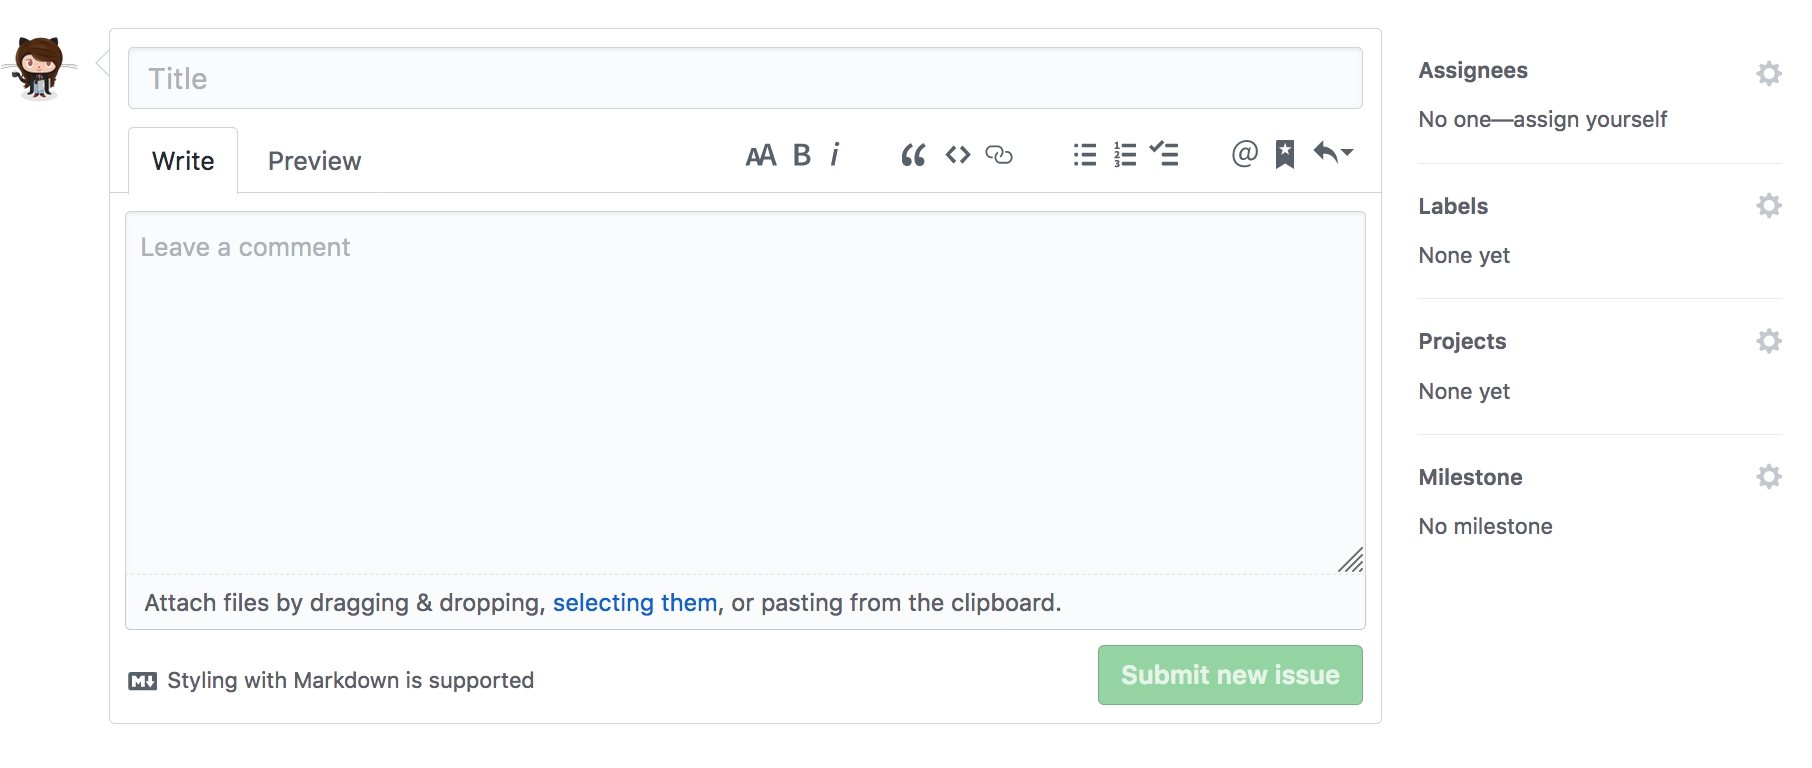 Title
Write
Preview
AA B i
@
Leave a comment
Attach files by dragging & dropping, selecting them, or pasting from the clipboard.
M↓ Styling with Markdown is supported
Submit new issue
Assignees
No one—assign yourself
Labels
None yet
Projects
None yet
Milestone
No milestone